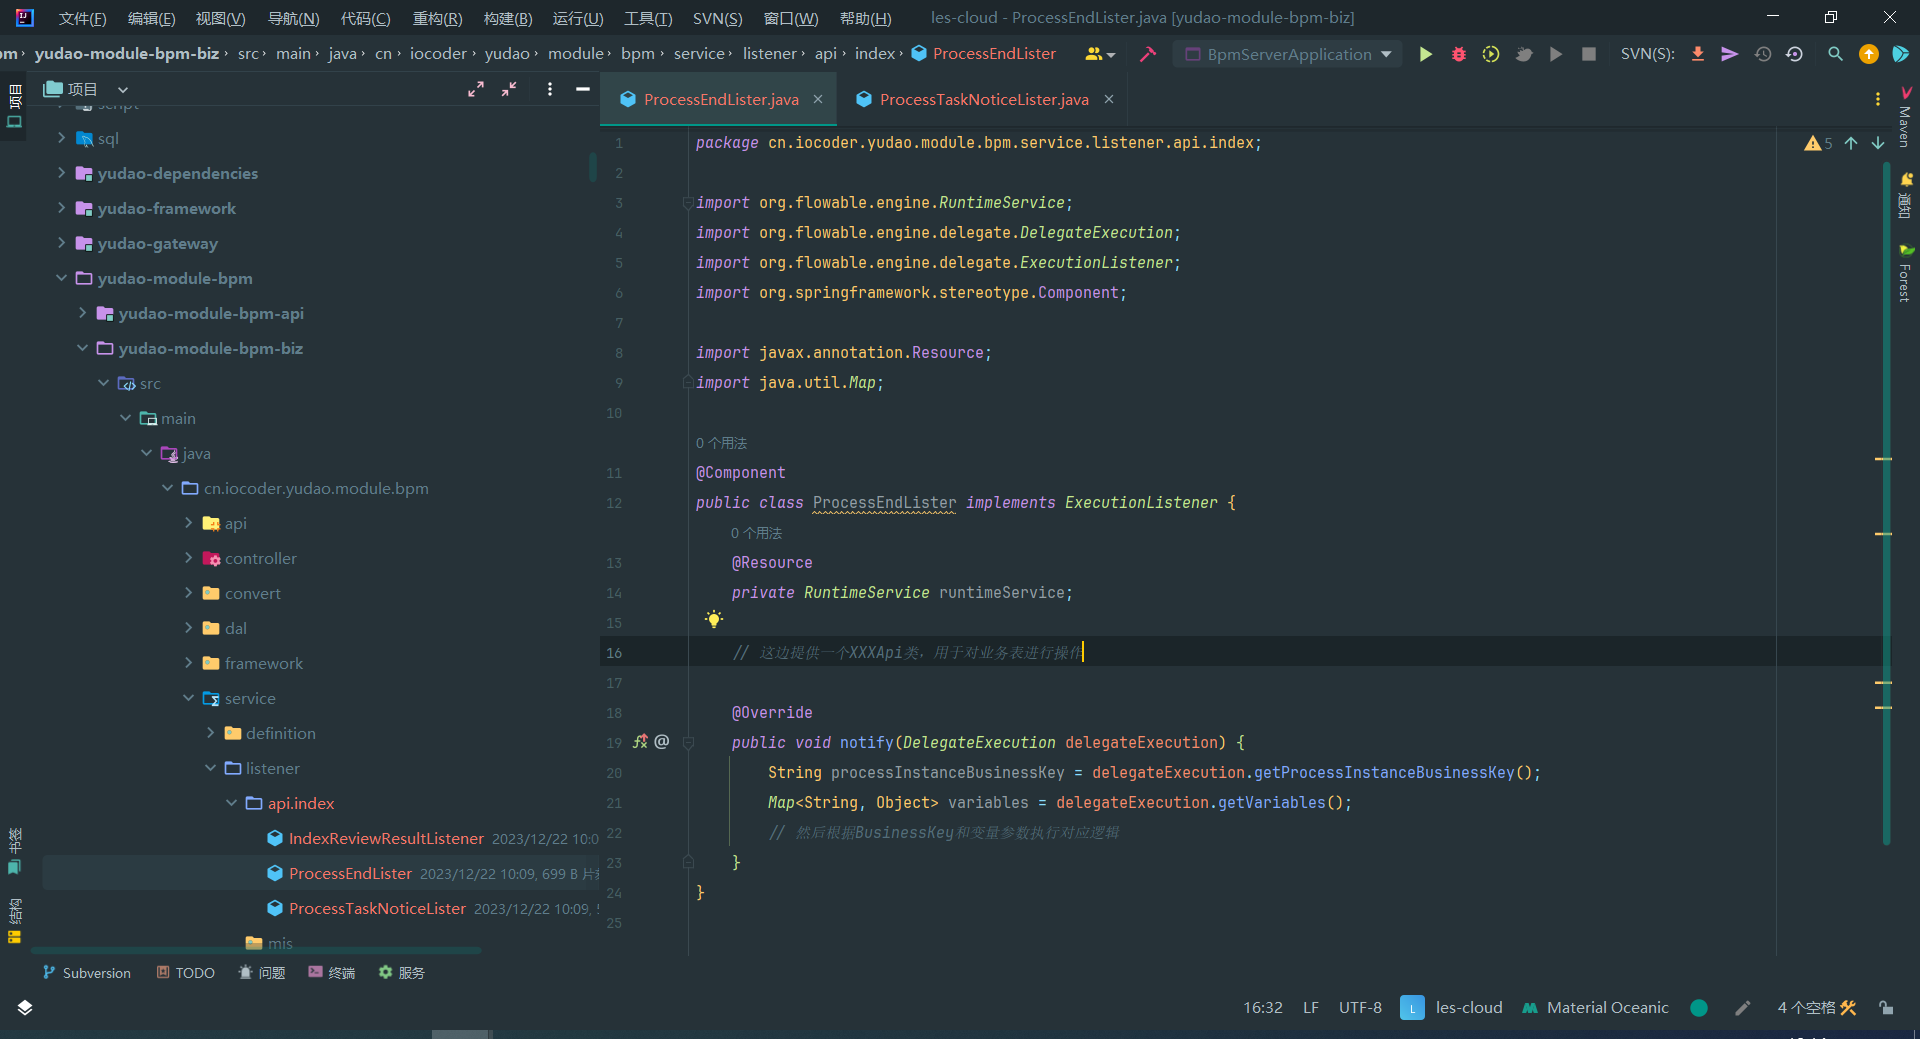 文件(F) 编辑(E) 视图(V) 导航(N) 代码(C) 重构(R) 构建(B) 运行(U) 工具(T) SVN(S) 窗口(W) 帮助(H) les-cloud - ProcessEndLister.java [yudao-module-bpm-biz]
pm› yudao-module-bpm-biz› src› main› java› cn› iocoder› yudao› module› bpm› service› listener› api› index› ProcessEndLister BpmServerApplication SVN(S):
项目
项目
ProcessEndLister.java
ProcessTaskNoticeLister.java
script
sql
yudao-dependencies
yudao-framework
yudao-gateway
yudao-module-bpm
yudao-module-bpm-api
yudao-module-bpm-biz
src
main
java
cn.iocoder.yudao.module.bpm
api
controller
convert
dal
framework
service
definition
listener
api.index
IndexReviewResultListener 2023/12/22 10:0
ProcessEndLister 2023/12/22 10:09, 699 B
ProcessTaskNoticeLister 2023/12/22 10:09,
mis
书签
结构
1 package cn.iocoder.yudao.module.bpm.service.listener.api.index;
2
3 import org.flowable.engine.RuntimeService;
4 import org.flowable.engine.delegate.DelegateExecution;
5 import org.flowable.engine.delegate.ExecutionListener;
6 import org.springframework.stereotype.Component;
7
8 import javax.annotation.Resource;
9 import java.util.Map;
10
0 个用法
11 @Component
12 public class ProcessEndLister implements ExecutionListener {
0 个用法
13 @Resource
14 private RuntimeService runtimeService;
15
16 // 这边提供一个XXXApi类，用于对业务表进行操作
17
18 @Override
19 public void notify(DelegateExecution delegateExecution) {
20 String processInstanceBusinessKey = delegateExecution.getProcessInstanceBusinessKey();
21 Map<String, Object> variables = delegateExecution.getVariables();
22 // 然后根据BusinessKey和变量参数执行对应逻辑
23 }
24 }
25
5
Maven
通知
Forest
Subversion TODO 问题 终端 服务
16:32 LF UTF-8 L les-cloud Material Oceanic 4 个空格